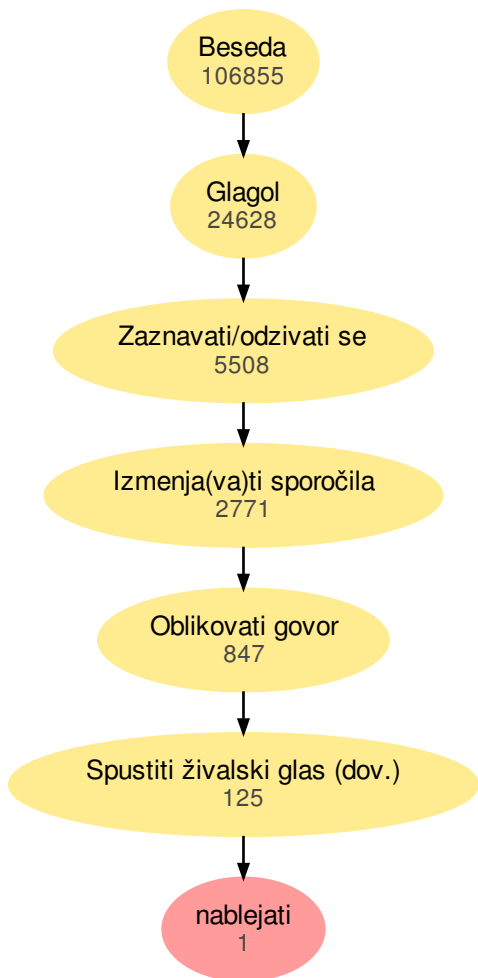 Beseda
106855
Glagol
24628
Zaznavati/odzivati se
5508
Izmenja(va)ti sporočila
2771
Oblikovati govor
847
Spustiti živalski glas (dov.)
125
nablejati
1